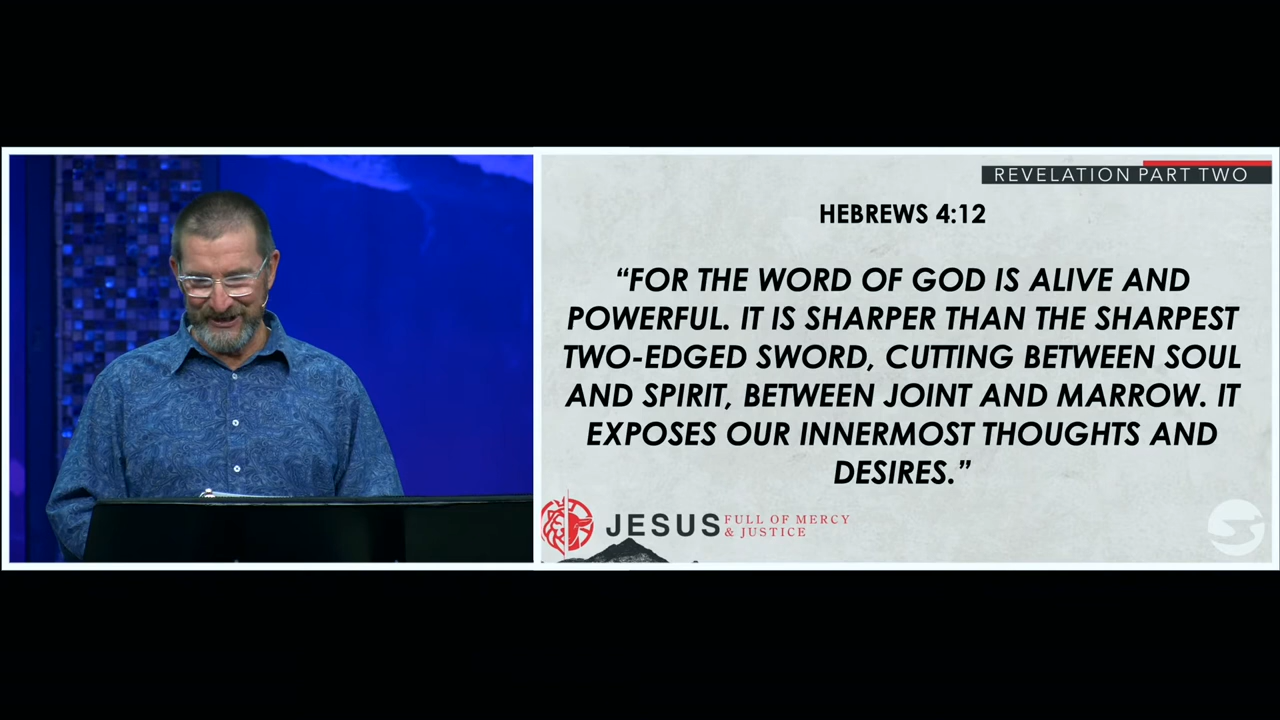 REVELATION PART TWO
HEBREWS 4:12
“FOR THE WORD OF GOD IS ALIVE AND
POWERFUL. IT IS SHARPER THAN THE SHARPEST
TWO-EDGED SWORD, CUTTING BETWEEN SOUL
AND SPIRIT, BETWEEN JOINT AND MARROW. IT
EXPOSES OUR INNERMOST THOUGHTS AND
DESIRES.”
JESUS
FULL OF MERCY
& JUSTICE